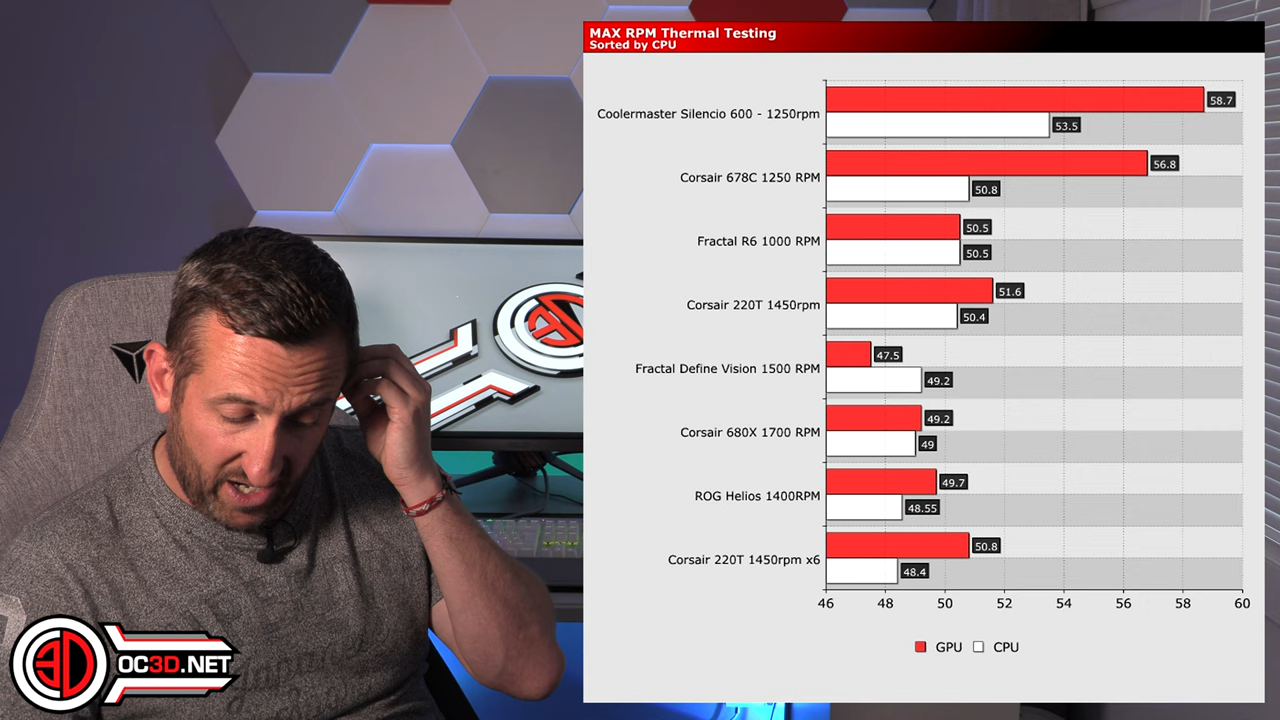 MAX RPM Thermal Testing
Sorted by CPU
Coolermaster Silencio 600 - 1250rpm
58.7
53.5
Corsair 678C 1250 RPM
56.8
50.8
Fractal R6 1000 RPM
50.5
50.5
Corsair 220T 1450rpm
51.6
50.4
Fractal Define Vision 1500 RPM
47.5
49.2
Corsair 680X 1700 RPM
49.2
49
ROG Helios 1400RPM
49.7
48.55
Corsair 220T 1450rpm x6
50.8
48.4
46 48 50 52 54 56 58 60
GPU CPU
3D OC3D.NET